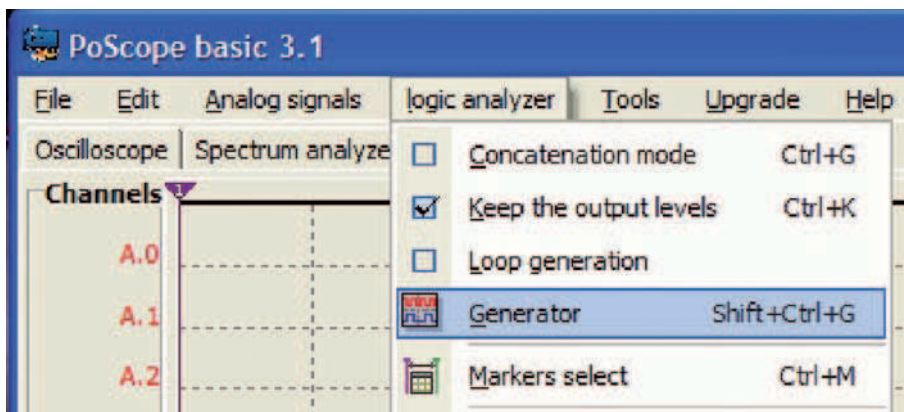 PoScope basic 3.1
File Edit Analog signals logic analyzer Tools Upgrade Help
Oscilloscope Spectrum analyze
Channels 1
A.0
A.1
A.2
Concatenation mode Ctrl+G
Keep the output levels Ctrl+K
Loop generation
Generator Shift+Ctrl+G
Markers select Ctrl+M